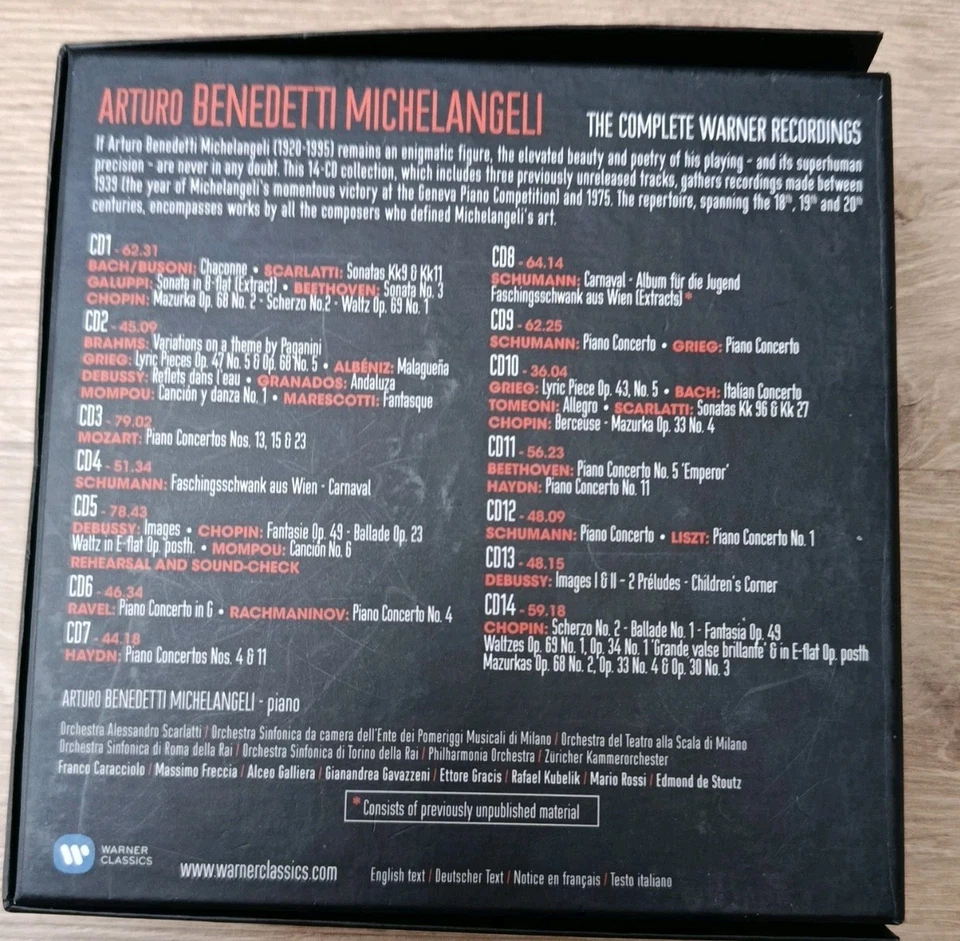 ARTURO BENEDETTI MICHELANGELI THE COMPLETE WARNER RECORDINGS
If Arturo Benedetti Michelangeli (1920-1995) remains an enigmatic figure, the elevated beauty and poetry of his playing - and its superhuman
precision - are never in any doubt. This 14-CD collection, which includes three previously unreleased tracks, gathers recordings made between
1939 (the year of Michelangeli's momentous victory at the Geneva Piano Competition) and 1975. The repertoire, spanning the 18th, 19th and 20th
centuries, encompasses works by all the composers who defined Michelangeli's art.
CD1 - 62.31
BACH/BUSONI: Chaconne • SCARLATTI: Sonatas Kk9 & Kk11
GALUPPI: Sonata in B-flat (Extract) • BEETHOVEN: Sonata No. 3
CHOPIN: Mazurka Op. 68 No. 2 - Scherzo No.2 - Waltz Op. 69 No. 1
CD2 - 45.09
BRAHMS: Variations on a theme by Paganini
GRIEG: Lyric Pieces Op. 47 No. 5 & Op. 68 No. 5 • ALBÉNIZ: Malagueña
DEBUSSY: Reflets dans l'eau • GRANADOS: Andaluza
MOMPOU: Canción y danza No. 1 • MARESCOTTI: Fantasque
CD3 - 79.02
MOZART: Piano Concertos Nos. 13, 15 & 23
CD4 - 51.34
SCHUMANN: Faschingsschwank aus Wien - Carnaval
CD5 - 78.43
DEBUSSY: Images • CHOPIN: Fantasie Op. 49 - Ballade Op. 23
Waltz in E-flat Op. posth. • MOMPOU: Canción No. 6
REHEARSAL AND SOUND-CHECK
CD6 - 46.34
RAVEL: Piano Concerto in G • RACHMANINOV: Piano Concerto No. 4
CD7 - 44.18
HAYDN: Piano Concertos Nos. 4 & 11
CD8 - 64.14
SCHUMANN: Carnaval - Album für die Jugend
Faschingsschwank aus Wien (Extracts) *
CD9 - 62.25
SCHUMANN: Piano Concerto • GRIEG: Piano Concerto
CD10 - 36.04
GRIEG: Lyric Piece Op. 43, No. 5 • BACH: Italian Concerto
TOMEONI: Allegro • SCARLATTI: Sonatas Kk 96 & Kk 27
CHOPIN: Berceuse - Mazurka Op. 33 No. 4
CD11 - 56.23
BEETHOVEN: Piano Concerto No. 5 'Emperor'
HAYDN: Piano Concerto No. 11
CD12 - 48.09
SCHUMANN: Piano Concerto • LISZT: Piano Concerto No. 1
CD13 - 48.15
DEBUSSY: Images I & II - 2 Préludes - Children's Corner
CD14 - 59.18
CHOPIN: Scherzo No. 2 - Ballade No. 1 - Fantasia Op. 49
Waltzes Op. 69 No. 1, Op. 34 No. 1 'Grande valse brillante' & in E-flat Op. posth
Mazurkas Op. 68 No. 2, Op. 33 No. 4 & Op. 30 No. 3
ARTURO BENEDETTI MICHELANGELI - piano
Orchestra Alessandro Scarlatti / Orchestra Sinfonica da camera dell'Ente dei Pomeriggi Musicali di Milano / Orchestra del Teatro alla Scala di Milano
Orchestra Sinfonica di Roma della Rai / Orchestra Sinfonica di Torino della Rai / Philharmonia Orchestra / Züricher Kammerorchester
Franco Caracciolo / Massimo Freccia / Alceo Galliera / Gianandrea Gavazzeni / Ettore Gracis / Rafael Kubelik / Mario Rossi / Edmond de Stoutz
* Consists of previously unpublished material
WARNER
CLASSICS
www.warnerclassics.com
English text / Deutscher Text / Notice en français / Testo italiano